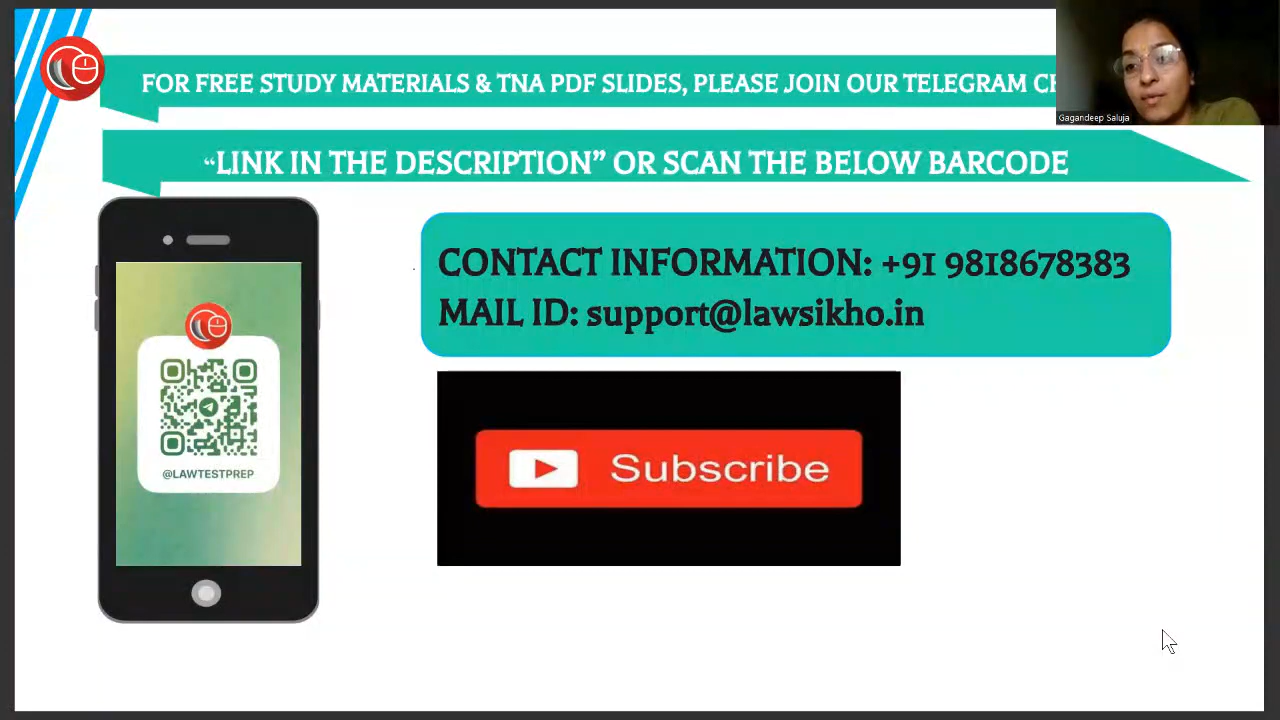 FOR FREE STUDY MATERIALS & TNA PDF SLIDES, PLEASE JOIN OUR TELEGRAM
Gagandeep Saluja
“LINK IN THE DESCRIPTION” OR SCAN THE BELOW BARCODE
CONTACT INFORMATION: +91 9818678383
MAIL ID: support@lawsikho.in
@LAWTESTPREP
Subscribe